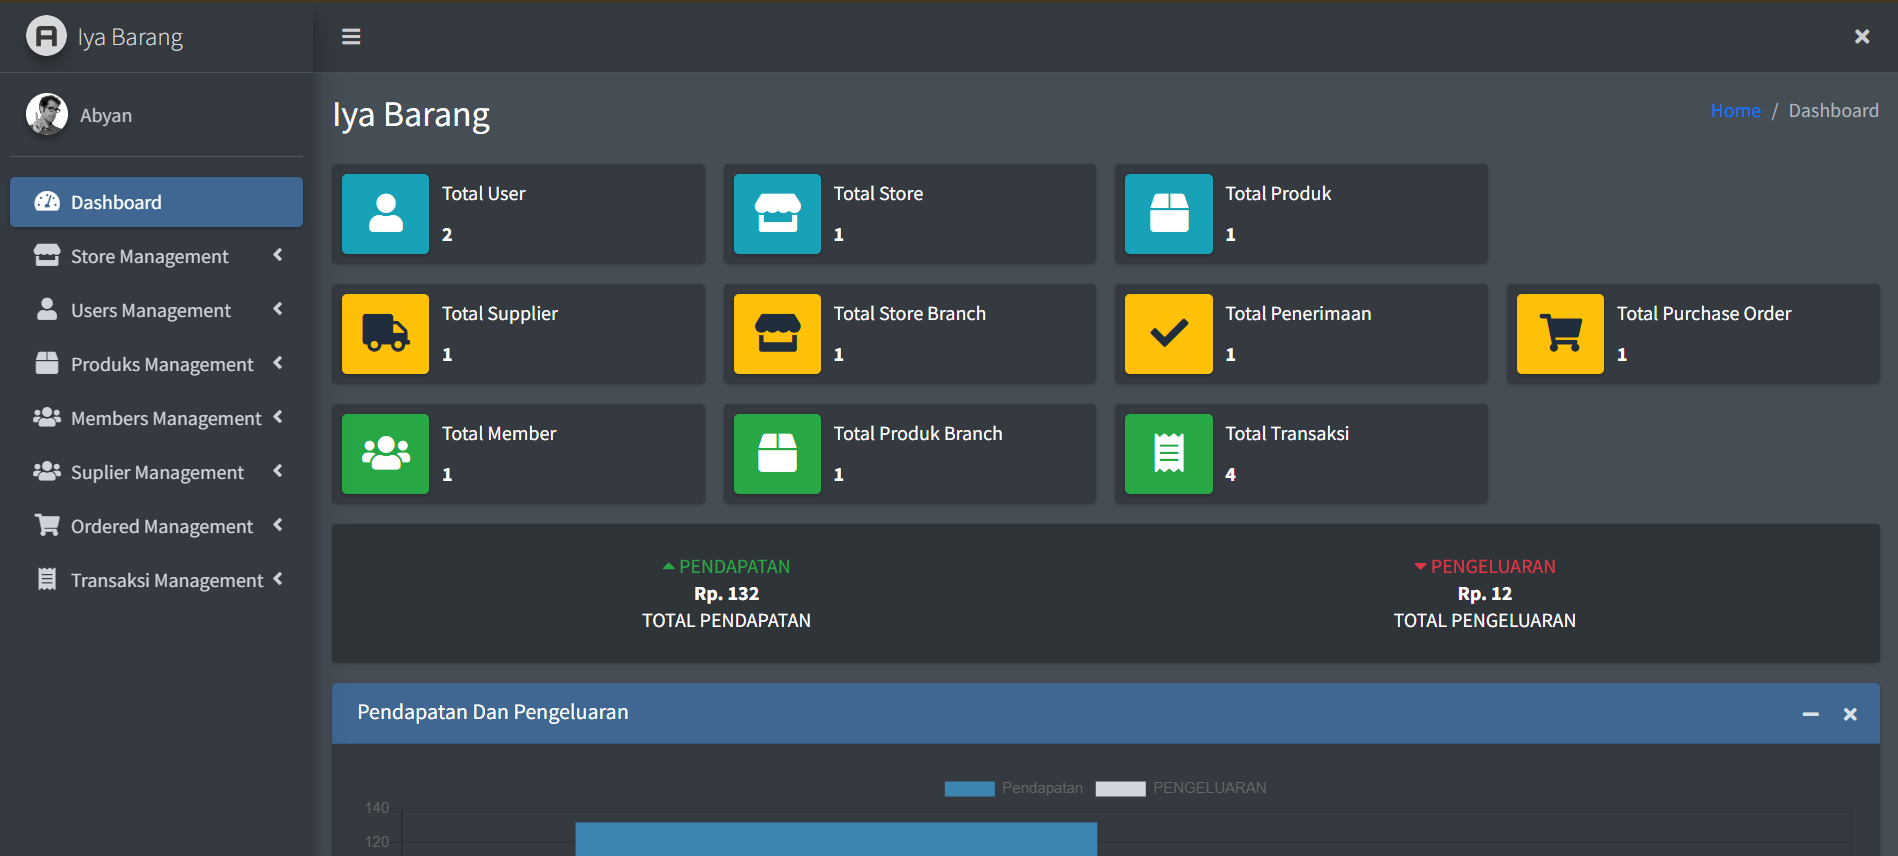 Iya Barang
Abyan
Dashboard
Store Management
Users Management
Produks Management
Members Management
Suplier Management
Ordered Management
Transaksi Management
Iya Barang
Home / Dashboard
Total User
2
Total Store
1
Total Produk
1
Total Supplier
1
Total Store Branch
1
Total Penerimaan
1
Total Purchase Order
1
Total Member
1
Total Produk Branch
1
Total Transaksi
4
PENDAPATAN
Rp. 132
TOTAL PENDAPATAN
PENGELUARAN
Rp. 12
TOTAL PENGELUARAN
Pendapatan Dan Pengeluaran
Pendapatan
PENGELUARAN
140
120